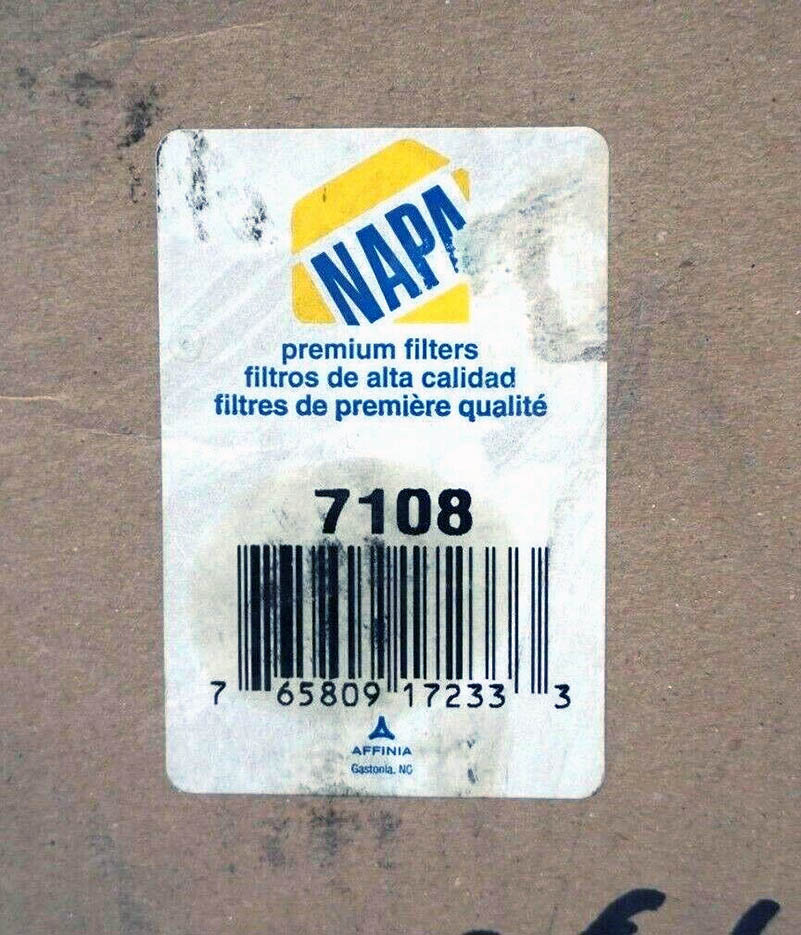 NAPA
premium filters
filtros de alta calidad
filtres de première qualité
7108
7 65809 17233 3
AFFINIA
Gastonia, NC